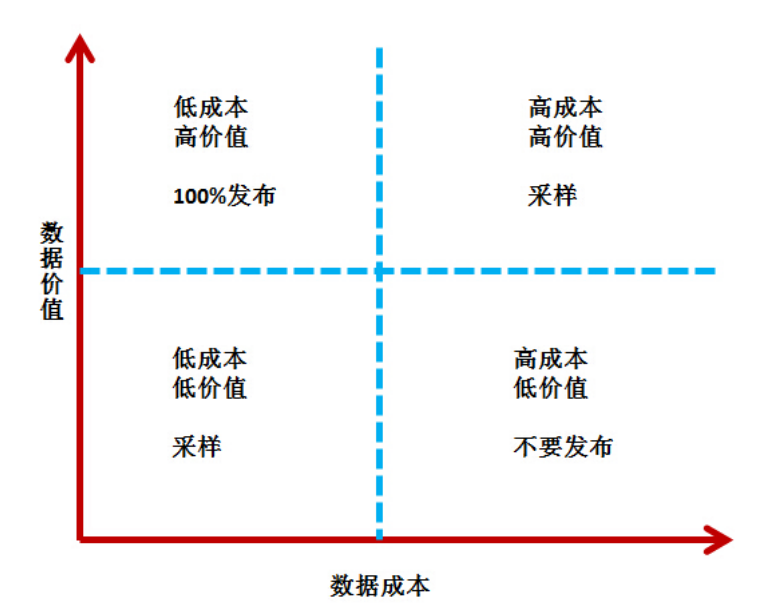 低成本
高价值
100%发布
高成本
高价值
采样
数据价值
低成本
低价值
采样
高成本
低价值
不要发布
数据成本